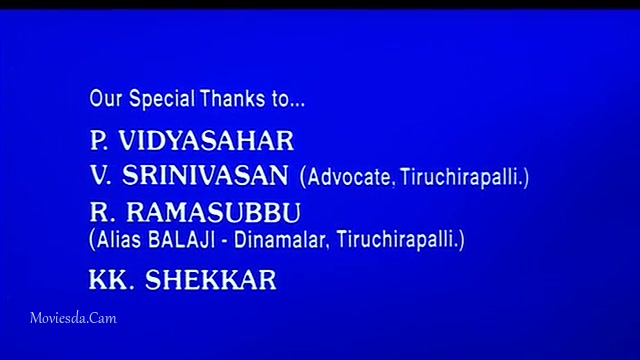 Our Special Thanks to...
P. VIDYASAHAR
V. SRINIVASAN (Advocate, Tiruchirapalli.)
R. RAMASUBBU
(Alias BALAJI - Dinamalar, Tiruchirapalli.)
KK. SHEKKAR
Moviesda.Cam